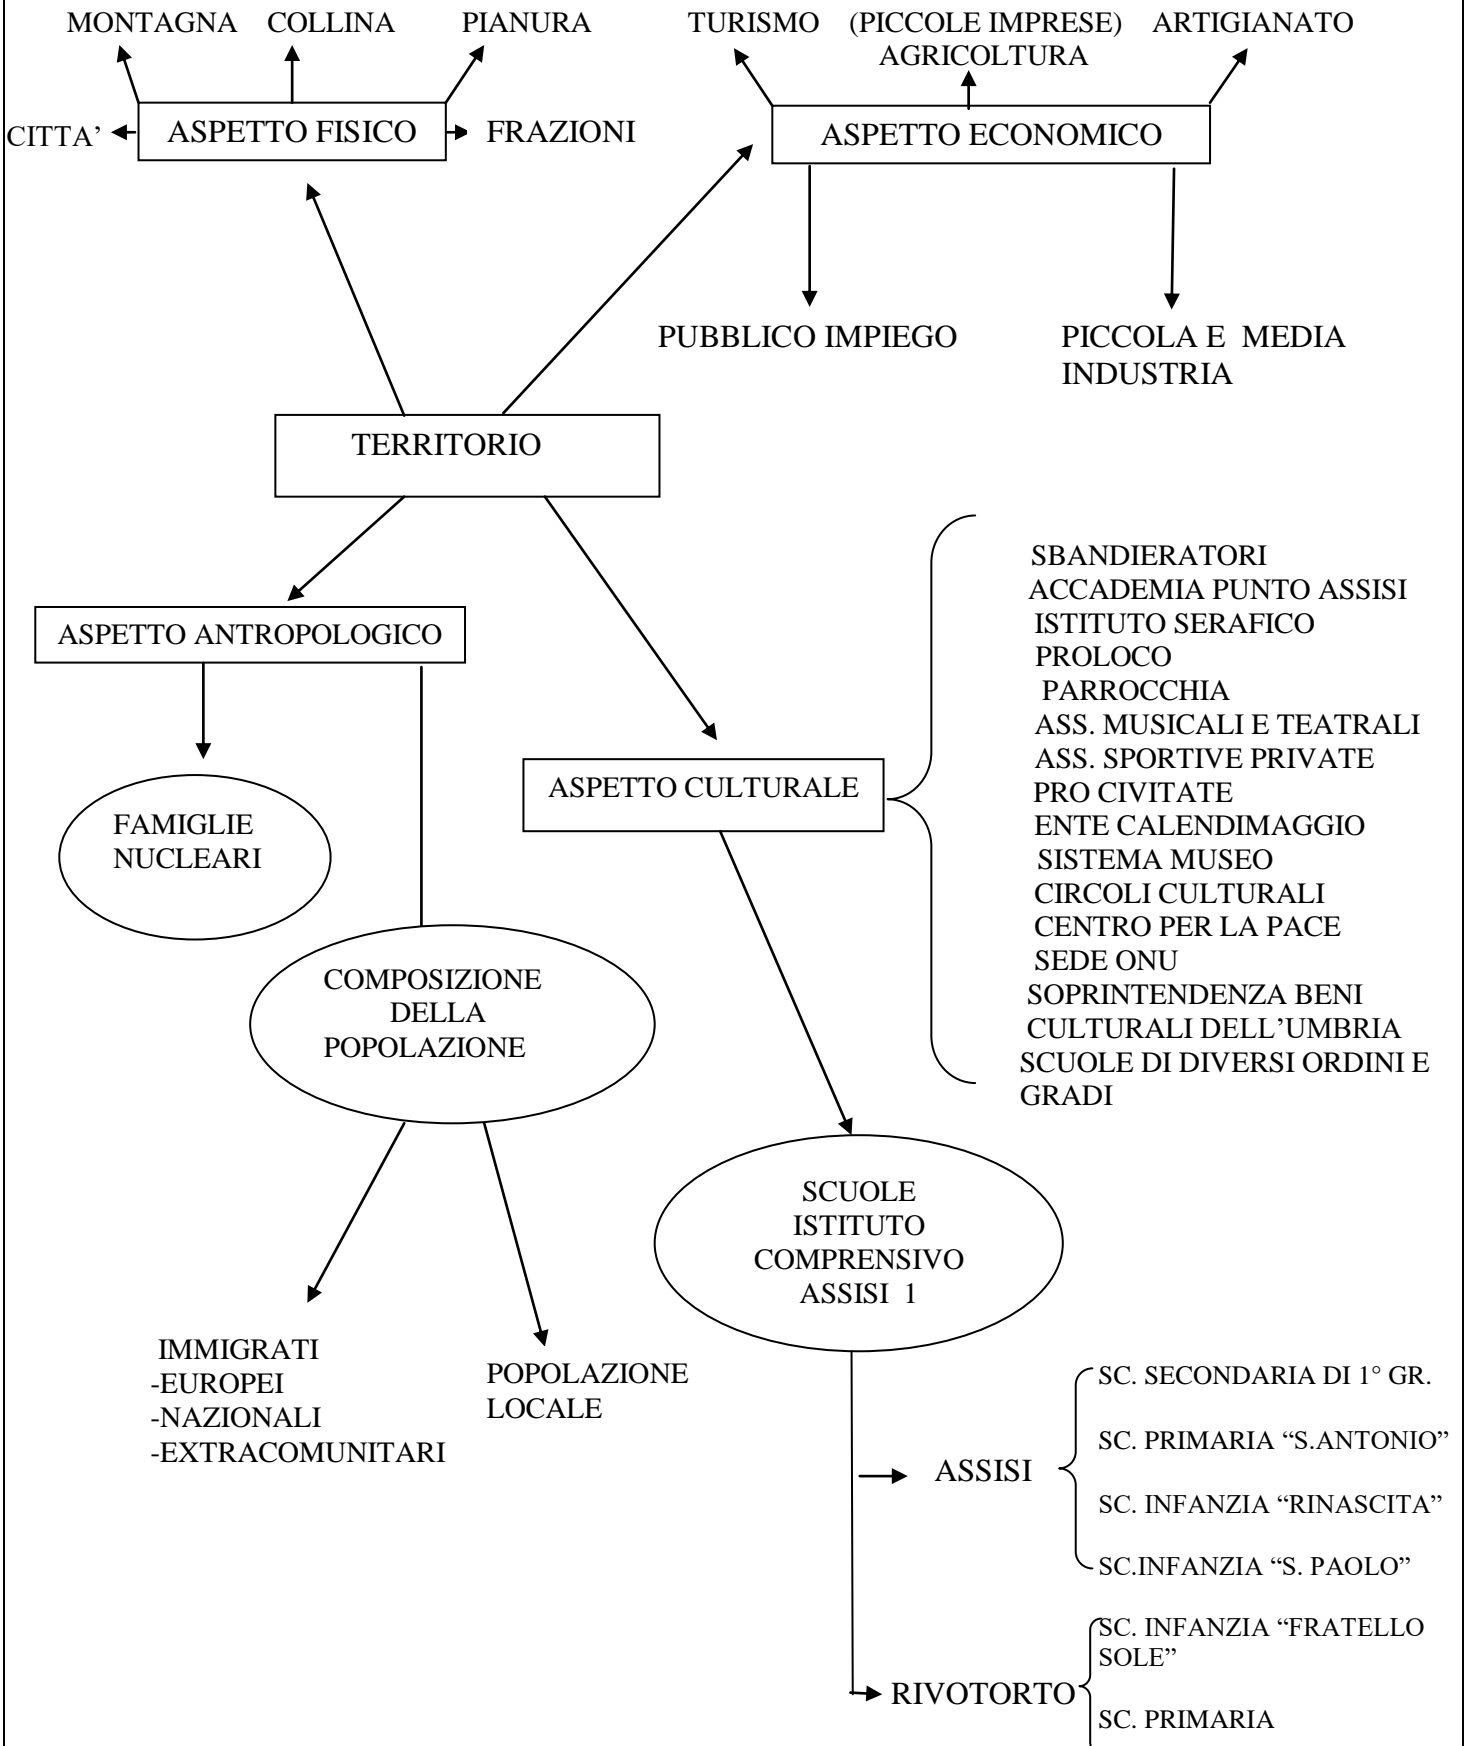 MONTAGNA COLLINA PIANURA
TURISMO (PICCOLE IMPRESE) ARTIGIANATO
AGRICOLTURA
CITTA’ ASPETTO FISICO FRAZIONI
ASPETTO ECONOMICO
PUBBLICO IMPIEGO
PICCOLA E MEDIA
INDUSTRIA
TERRITORIO
ASPETTO ANTROPOLOGICO
FAMIGLIE
NUCLEARI
COMPOSIZIONE
DELLA
POPOLAZIONE
IMMIGRATI
-EUROPEI
-NAZIONALI
-EXTRACOMUNITARI
POPOLAZIONE
LOCALE
ASPETTO CULTURALE
SBANDIERATORI
ACCADEMIA PUNTO ASSISI
ISTITUTO SERAFICO
PROLOCO
PARROCCHIA
ASS. MUSICALI E TEATRALI
ASS. SPORTIVE PRIVATE
PRO CIVITATE
ENTE CALENDIMAGGIO
SISTEMA MUSEO
CIRCOLI CULTURALI
CENTRO PER LA PACE
SEDE ONU
SOPRINTENDENZA BENI
CULTURALI DELL’UMBRIA
SCUOLE DI DIVERSI ORDINI E
GRADI
SCUOLE
ISTITUTO
COMPRENSIVO
ASSISI 1
ASSISI
SC. SECONDARIA DI 1° GR.
SC. PRIMARIA “S.ANTONIO”
SC. INFANZIA “RINASCITA”
SC.INFANZIA “S. PAOLO”
RIVOTORTO
SC. INFANZIA “FRATELLO
SOLE”
SC. PRIMARIA